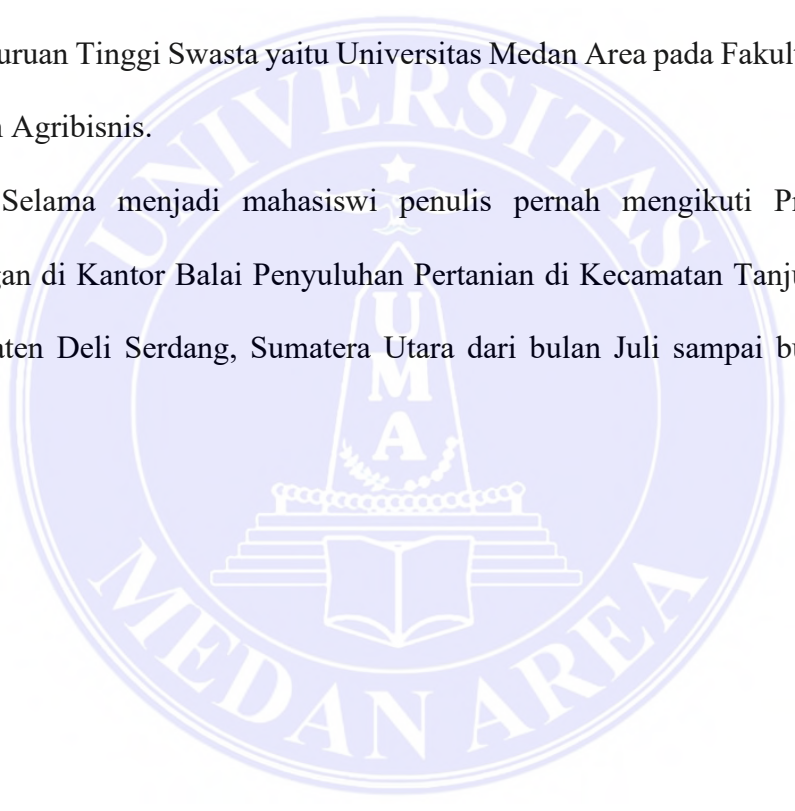 uruan Tinggi Swasta yaitu Universitas Medan Area pada Fakul
Agribisnis.
Selama menjadi mahasiswi penulis pernah mengikuti
gan di Kantor Balai Penyuluhan Pertanian di Kecamatan Tanju
aten Deli Serdang, Sumatera Utara dari bulan Juli sampai bu
UNIVERSITAS
UMA
MEDAN AREA